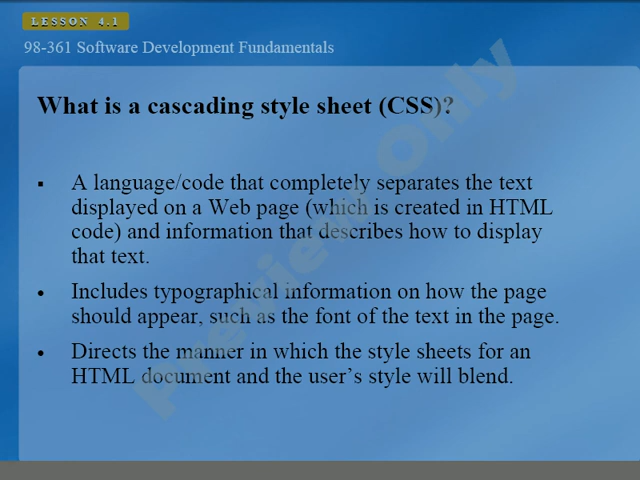 LESSON 4.1
98-361 Software Development Fundamentals
What is a cascading style sheet (CSS)?
▪ A language/code that completely separates the text
displayed on a Web page (which is created in HTML
code) and information that describes how to display
that text.
• Includes typographical information on how the page
should appear, such as the font of the text in the page.
• Directs the manner in which the style sheets for an
HTML document and the user’s style will blend.
Preview Only